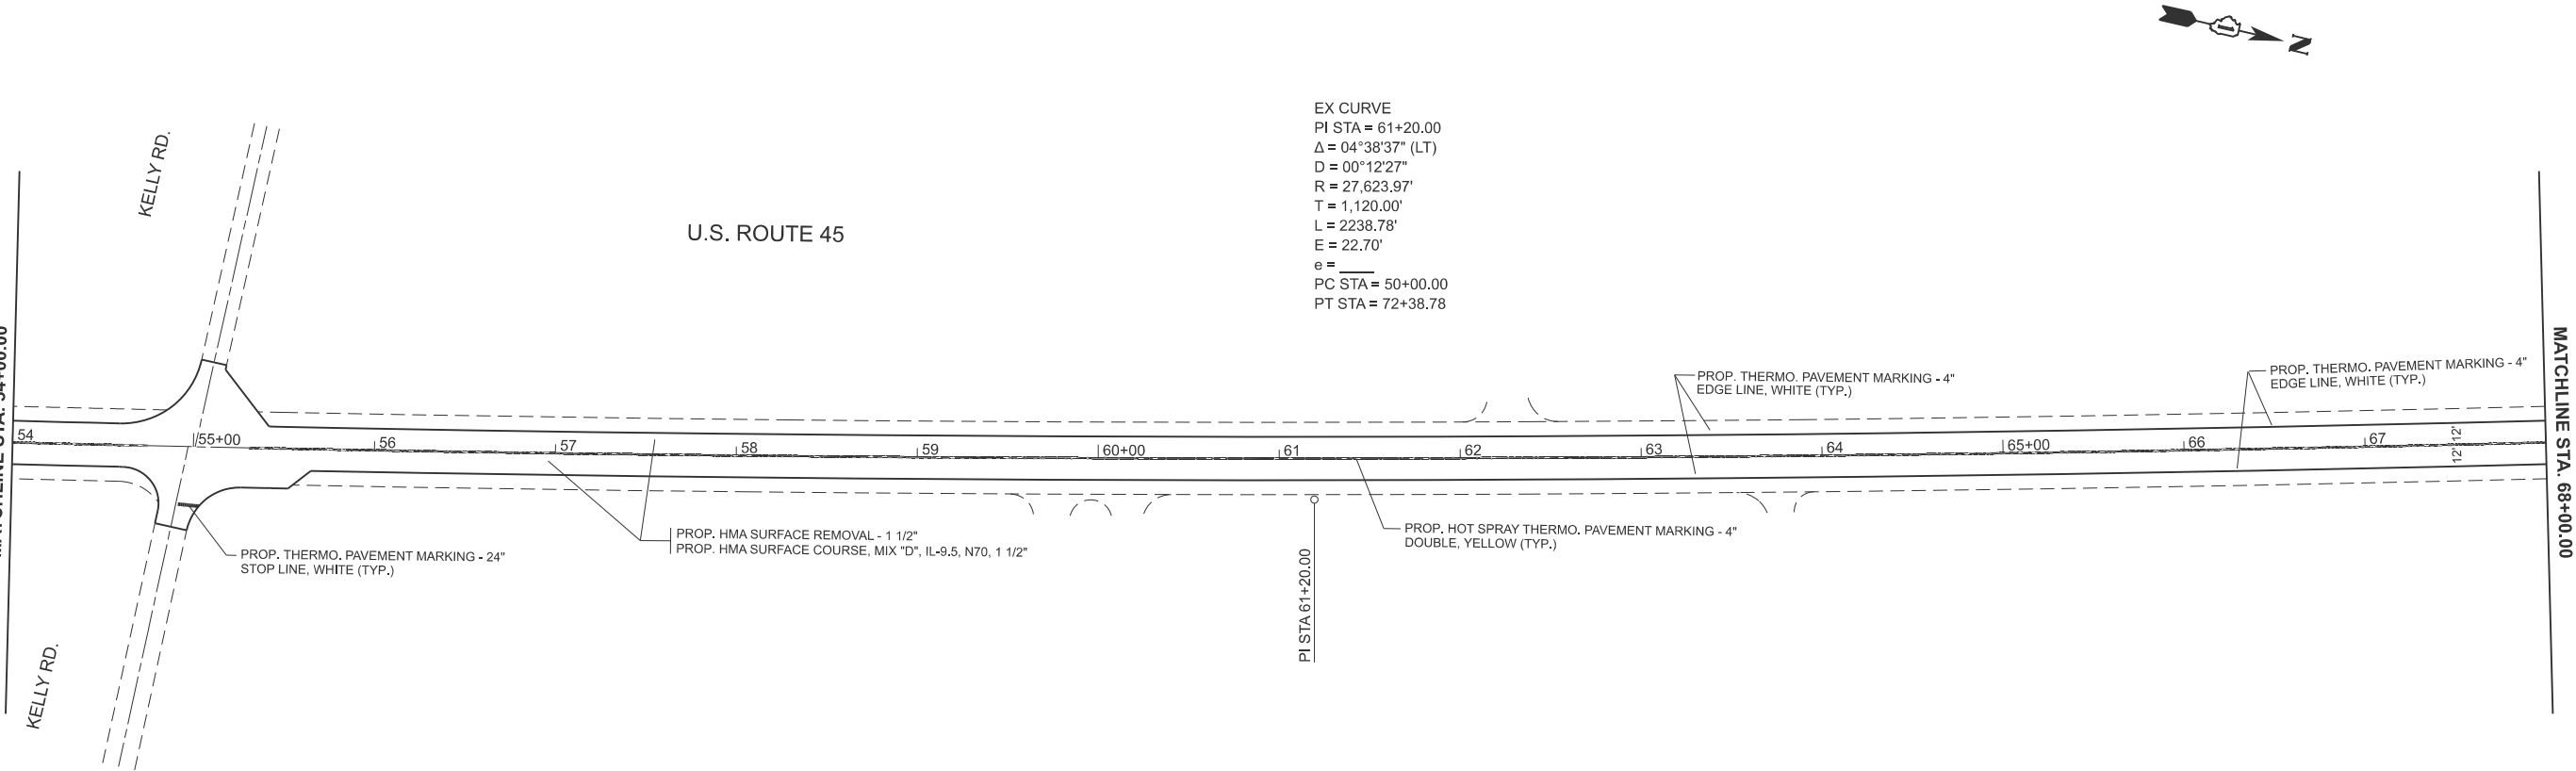 N
EX CURVE
PI STA = 61+20.00
Δ = 04°38'37" (LT)
D = 00°12'27"
R = 27,623.97'
T = 1,120.00'
L = 2238.78'
E = 22.70'
e = ____
PC STA = 50+00.00
PT STA = 72+38.78
KELLY RD.
U.S. ROUTE 45
MATCHLINE STA. 54+00.00
PROP. THERMO. PAVEMENT MARKING - 4"
EDGE LINE, WHITE (TYP.)
PROP. THERMO. PAVEMENT MARKING - 4"
EDGE LINE, WHITE (TYP.)
MATCHLINE STA. 68+00.00
54 55+00 56 57 58 59 60+00 61 62 63 64 65+00 66 67
12' 12'
PROP. THERMO. PAVEMENT MARKING - 24"
STOP LINE, WHITE (TYP.)
PROP. HMA SURFACE REMOVAL - 1 1/2"
PROP. HMA SURFACE COURSE, MIX "D", IL-9.5, N70, 1 1/2"
PI STA 61+20.00
PROP. HOT SPRAY THERMO. PAVEMENT MARKING - 4"
DOUBLE, YELLOW (TYP.)
KELLY RD.